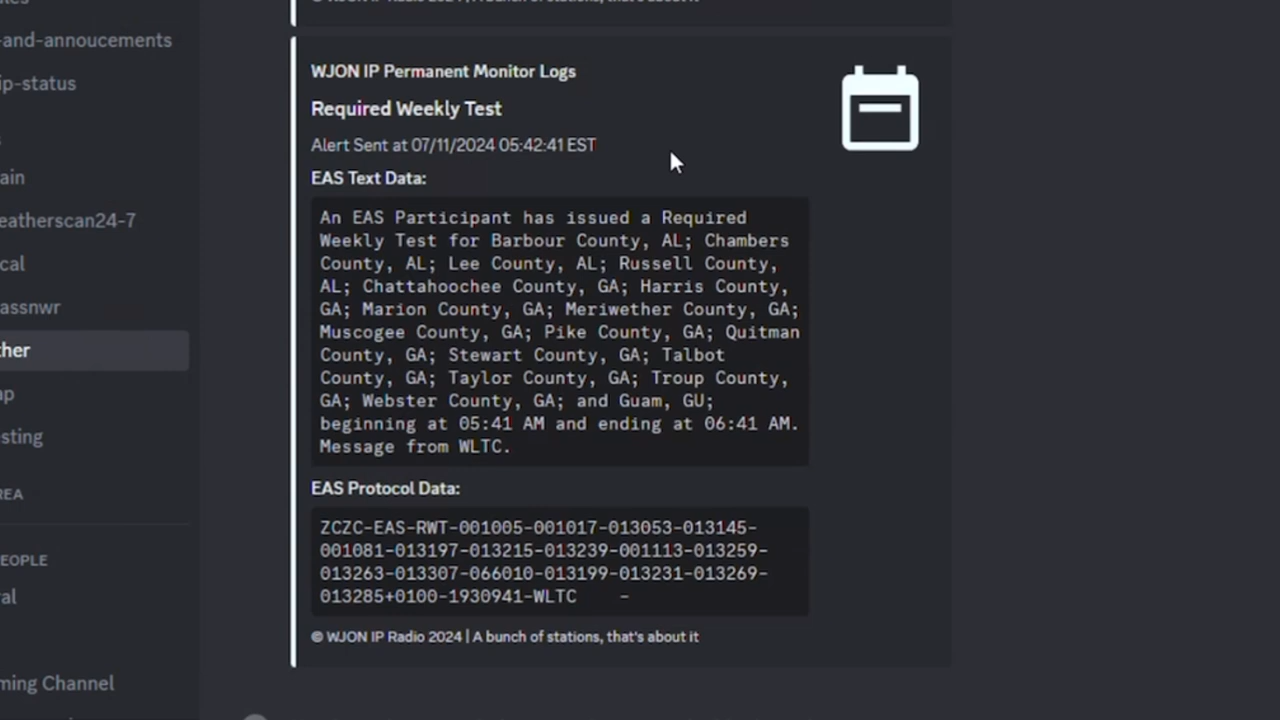 -and-annoucements
ip-status
ain
eatherscan24-7
cal
assnwr
ther
ap
sting
REA
EOPLE
al
ming Channel
WJON IP Permanent Monitor Logs
Required Weekly Test
Alert Sent at 07/11/2024 05:42:41 EST
EAS Text Data:
An EAS Participant has issued a Required
Weekly Test for Barbour County, AL; Chambers
County, AL; Lee County, AL; Russell County,
AL; Chattahoochee County, GA; Harris County,
GA; Marion County, GA; Meriwether County, GA;
Muscogee County, GA; Pike County, GA; Quitman
County, GA; Stewart County, GA; Talbot
County, GA; Taylor County, GA; Troup County,
GA; Webster County, GA; and Guam, GU;
beginning at 05:41 AM and ending at 06:41 AM.
Message from WLTC.
EAS Protocol Data:
ZCZC-EAS-RWT-001005-001017-013053-013145-
001081-013197-013215-013239-001113-013259-
013263-013307-066010-013199-013231-013269-
013285+0100-1930941-WLTC    -
© WJON IP Radio 2024 | A bunch of stations, that's about it